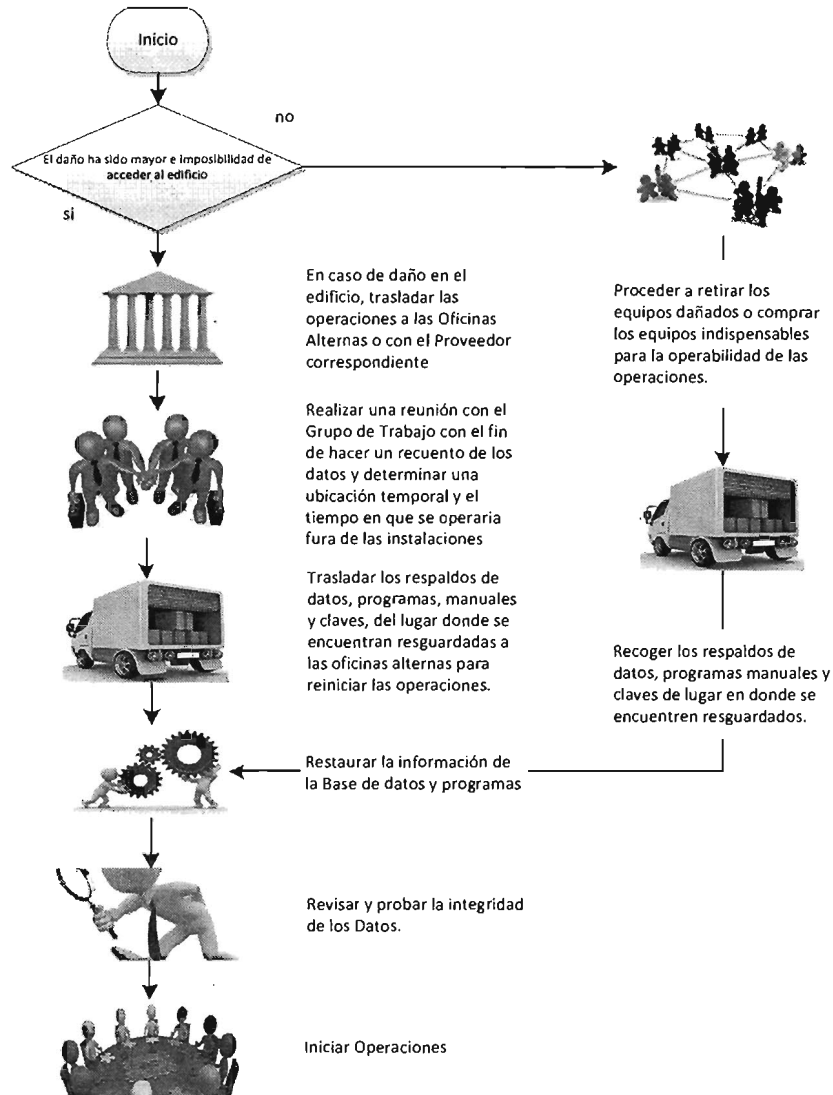 Inicio
no
El daño ha sido mayor e imposibilidad de
acceder al edificio
si
En caso de daño en el
edificio, trasladar las
operaciones a las Oficinas
Alternas o con el Proveedor
correspondiente
Proceder a retirar los
equipos dañados o comprar
los equipos indispensables
para la operabilidad de las
operaciones.
Realizar una reunión con el
Grupo de Trabajo con el fin
de hacer un recuento de los
datos y determinar una
ubicación temporal y el
tiempo en que se operaria
fura de las instalaciones
Trasladar los respaldos de
datos, programas, manuales
y claves, del lugar donde se
encuentran resguardadas a
las oficinas alternas para
reiniciar las operaciones.
Recoger los respaldos de
datos, programas manuales y
claves de lugar en donde se
encuentren resguardados.
Restaurar la información de
la Base de datos y programas
Revisar y probar la integridad
de los Datos.
Iniciar Operaciones